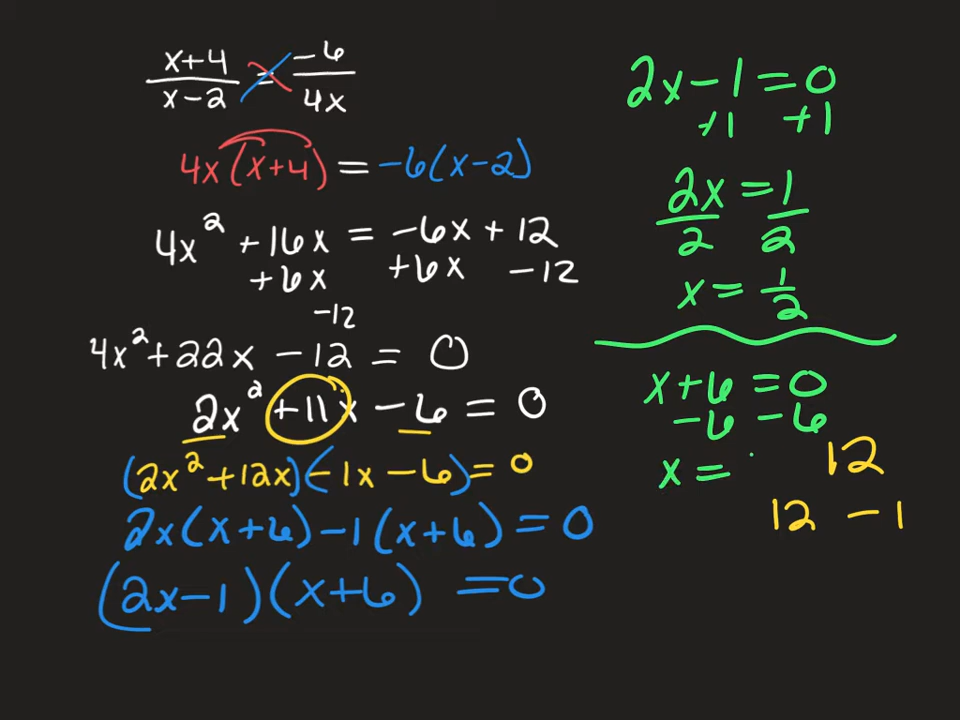 x+4 / x-2 = -6 / 4x
4x(x+4) = -6(x-2)
4x² + 16x = -6x + 12
+6x +6x -12
-12
4x² + 22x - 12 = 0
2x² + 11x - 6 = 0
(2x² + 12x)(-1x - 6) = 0
2x(x+6) - 1(x+6) = 0
(2x-1)(x+6) = 0
2x - 1 = 0
+1 +1
2x / 2 = 1 / 2
x = 1/2
x + 6 = 0
-6 -6
x =
12
12 -1